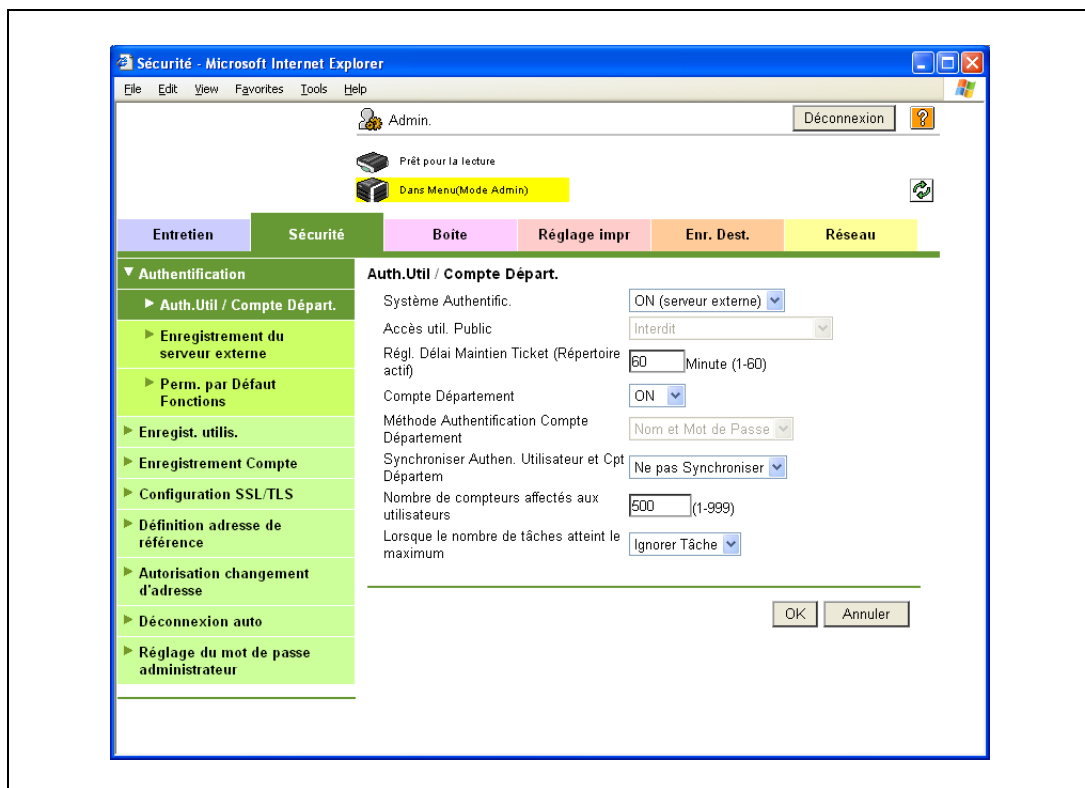 Sécurité - Microsoft Internet Explorer
File Edit View Favorites Tools Help
Admin.
Déconnexion
?
Prêt pour la lecture
Dans Menu(Mode Admin)
Entretien Sécurité Boîte Réglage impr Enr. Dest. Réseau
Authentification
Auth.Util / Compte Départ.
Enregistrement du
serveur externe
Perm. par Défaut
Fonctions
Enregist. utilis.
Enregistrement Compte
Configuration SSL/TLS
Définition adresse de
référence
Autorisation changement
d'adresse
Déconnexion auto
Réglage du mot de passe
administrateur
Auth.Util / Compte Départ.
Système Authentific. ON (serveur externe)
Accès util. Public Interdit
Régl. Délai Maintien Ticket (Répertoire
actif) 60 Minute (1-60)
Compte Département ON
Méthode Authentification Compte
Département Nom et Mot de Passe
Synchroniser Authen. Utilisateur et Cpt
Départem Ne pas Synchroniser
Nombre de compteurs affectés aux
utilisateurs 500 (1-999)
Lorsque le nombre de tâches atteint le
maximum Ignorer Tâche
OK Annuler